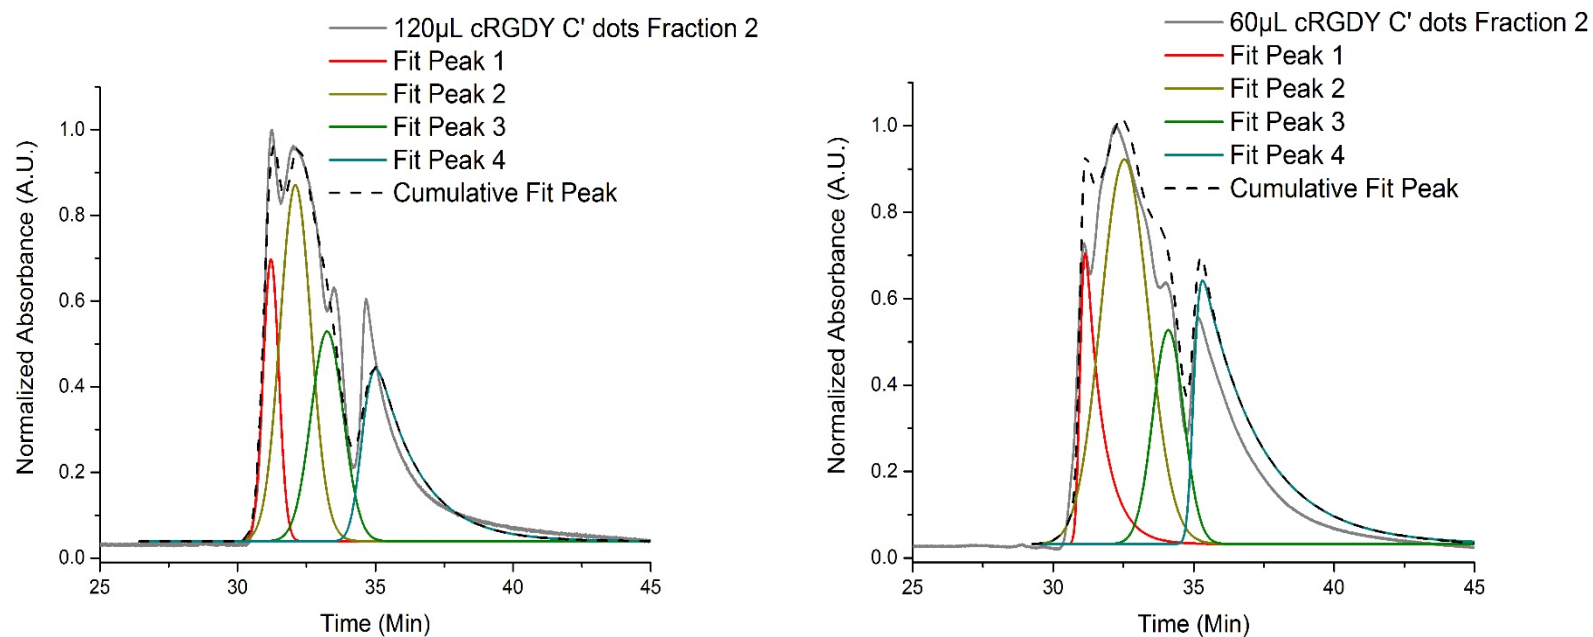 120µL cRGDY C' dots Fraction 2
Fit Peak 1
Fit Peak 2
Fit Peak 3
Fit Peak 4
Cumulative Fit Peak
Normalized Absorbance (A.U.)
1.0
0.8
0.6
0.4
0.2
0.0
25 30 35 40 45
Time (Min)
60µL cRGDY C' dots Fraction 2
Fit Peak 1
Fit Peak 2
Fit Peak 3
Fit Peak 4
Cumulative Fit Peak
Normalized Absorbance (A.U.)
1.0
0.8
0.6
0.4
0.2
0.0
25 30 35 40 45
Time (Min)